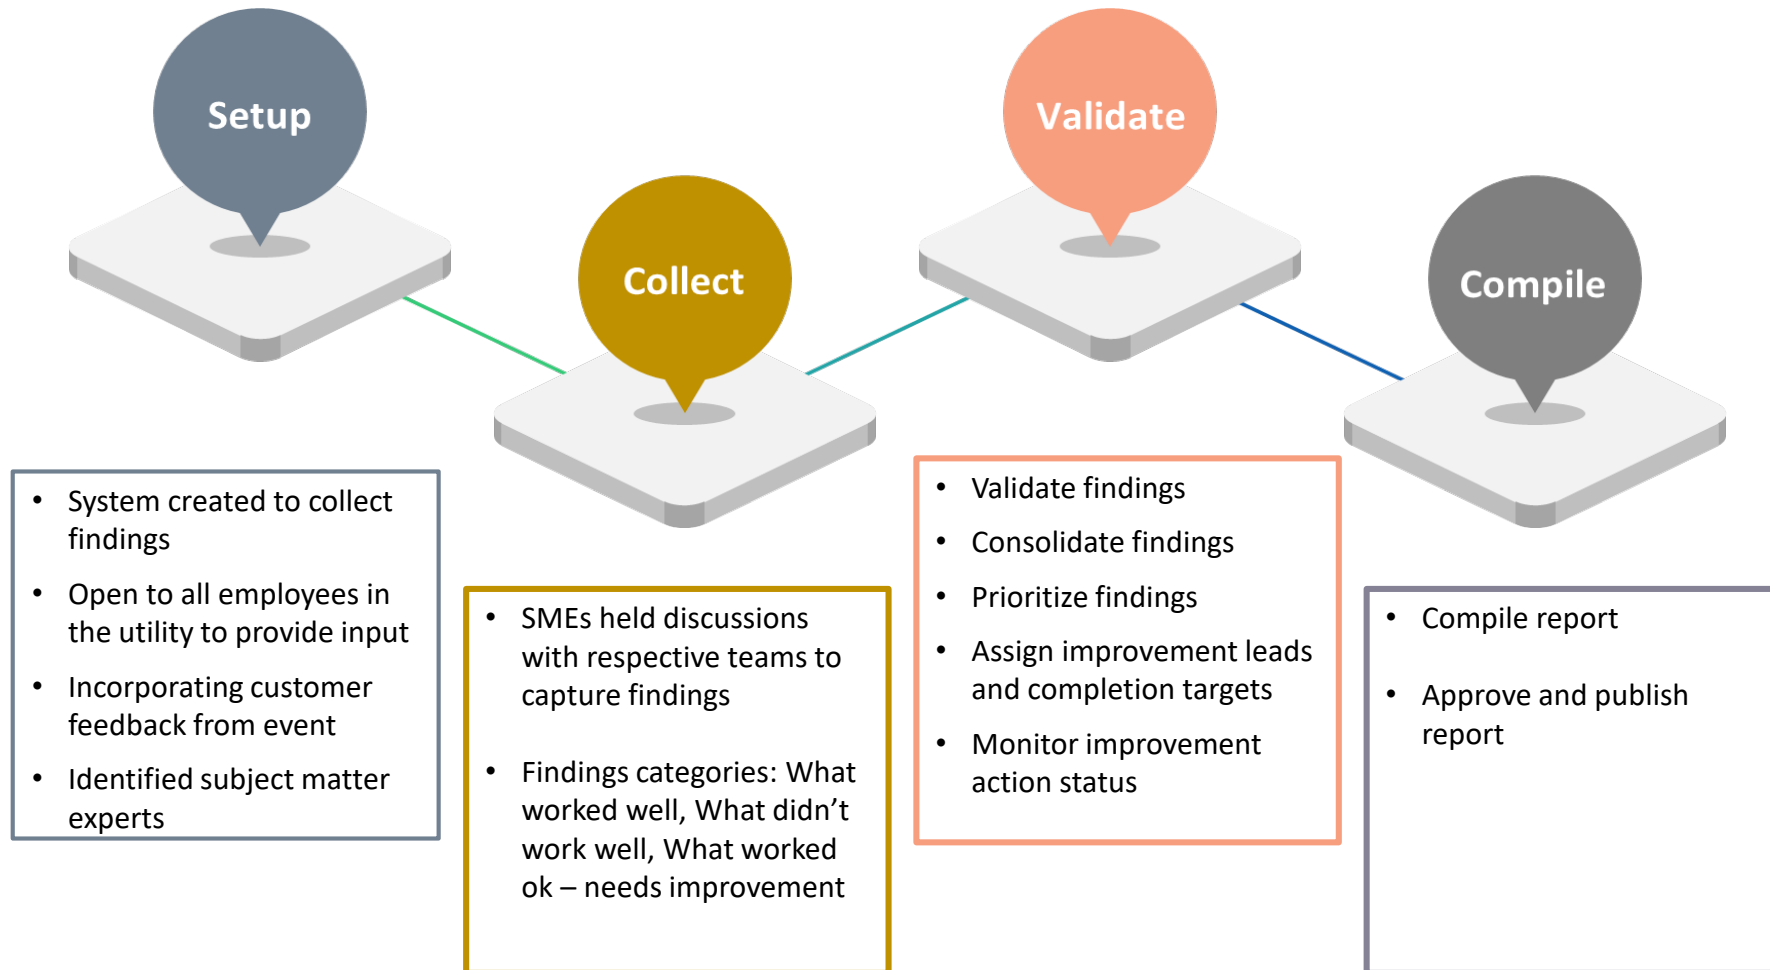 Setup
Collect
Validate
Compile
• System created to collect
findings
• Open to all employees in
the utility to provide input
• Incorporating customer
feedback from event
• Identified subject matter
experts
• SMEs held discussions
with respective teams to
capture findings
• Findings categories: What
worked well, What didn’t
work well, What worked
ok – needs improvement
• Validate findings
• Consolidate findings
• Prioritize findings
• Assign improvement leads
and completion targets
• Monitor improvement
action status
• Compile report
• Approve and publish
report